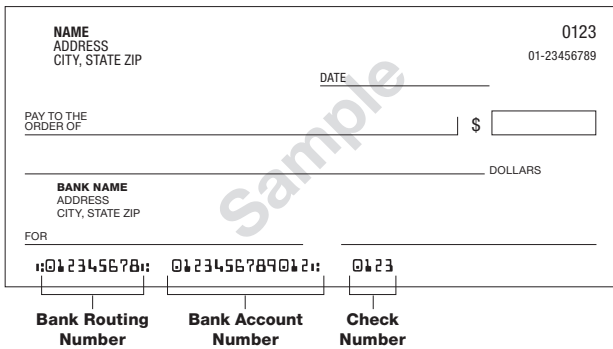 NAME 0123
ADDRESS 01-23456789
CITY, STATE ZIP
DATE
PAY TO THE
ORDER OF $
DOLLARS
BANK NAME
ADDRESS
CITY, STATE ZIP
FOR
⑆012345678⑆ 0123456789012⑆ 0123
Bank Routing Bank Account Check
Number Number Number
Sample